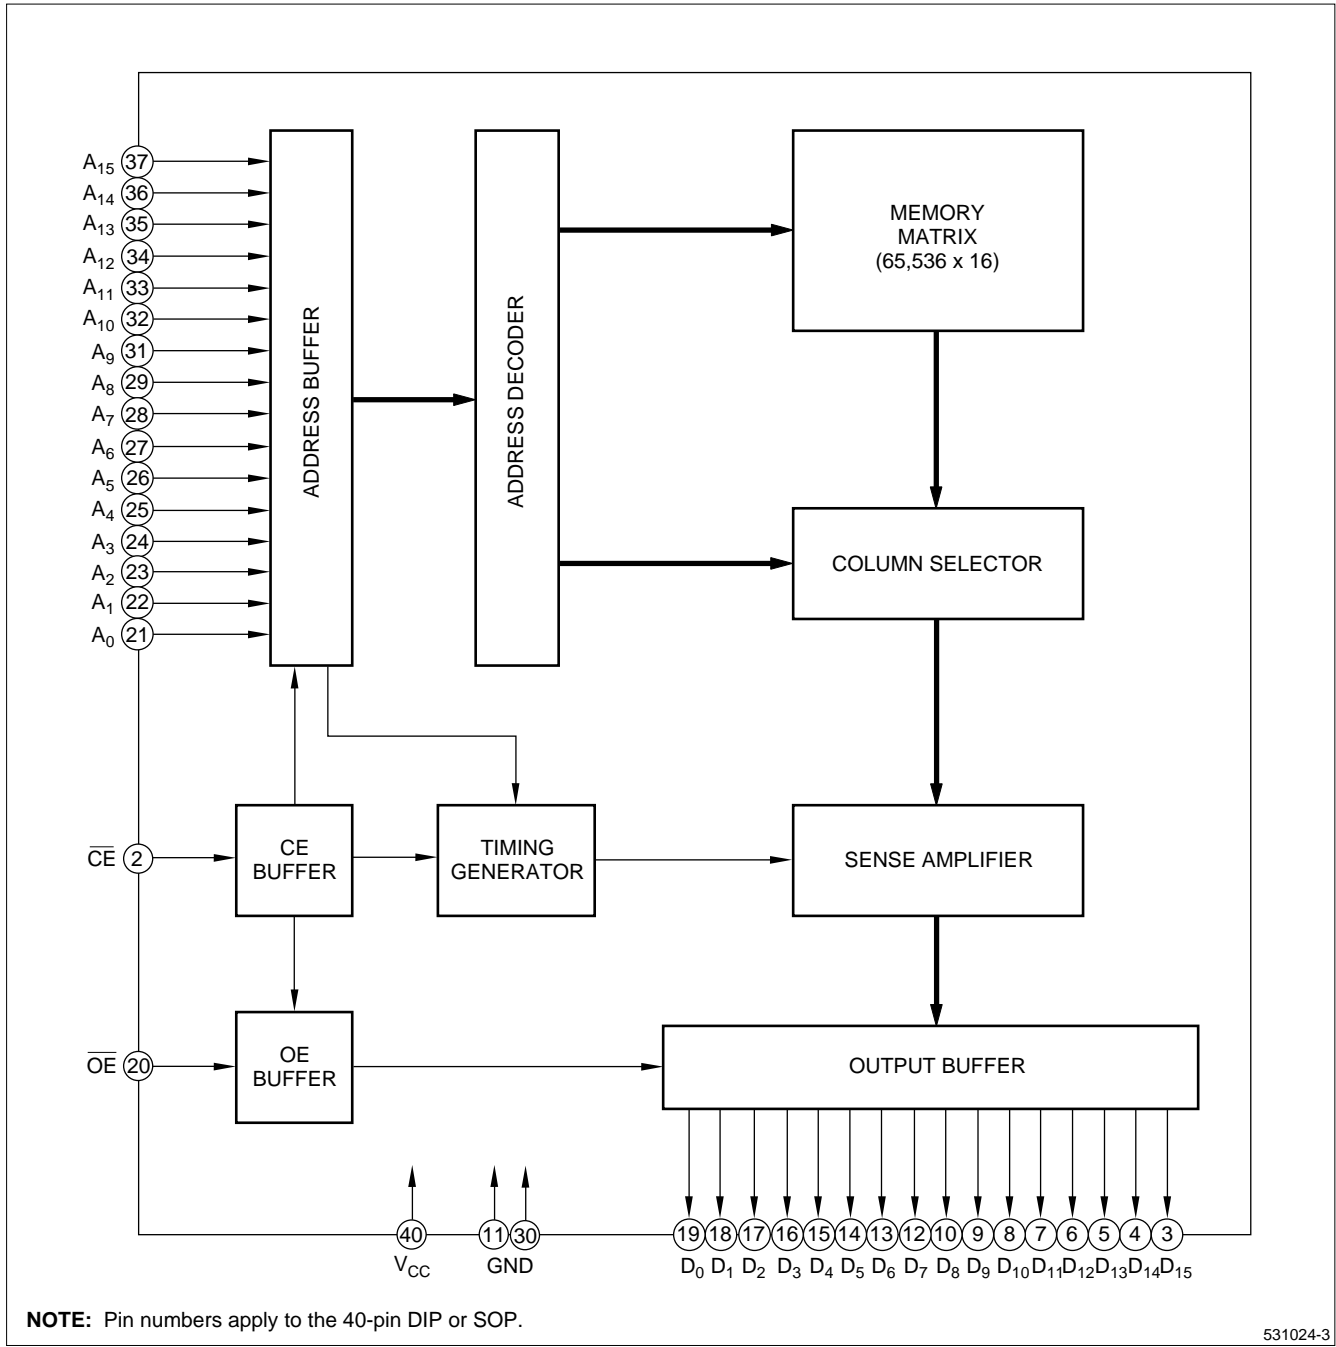 A15 37
A14 36
A13 35
A12 34
A11 33
A10 32
A9 31
A8 29
A7 28
A6 27
A5 26
A4 25
A3 24
A2 23
A1 22
A0 21
ADDRESS BUFFER
ADDRESS DECODER
MEMORY
MATRIX
(65,536 x 16)
COLUMN SELECTOR
CE 2
CE
BUFFER
TIMING
GENERATOR
SENSE AMPLIFIER
OE 20
OE
BUFFER
OUTPUT BUFFER
40 11 30 19 18 17 16 15 14 13 12 10 9 8 7 6 5 4 3
VCC GND D0 D1 D2 D3 D4 D5 D6 D7 D8 D9 D10 D11 D12 D13 D14 D15
NOTE: Pin numbers apply to the 40-pin DIP or SOP.
531024-3